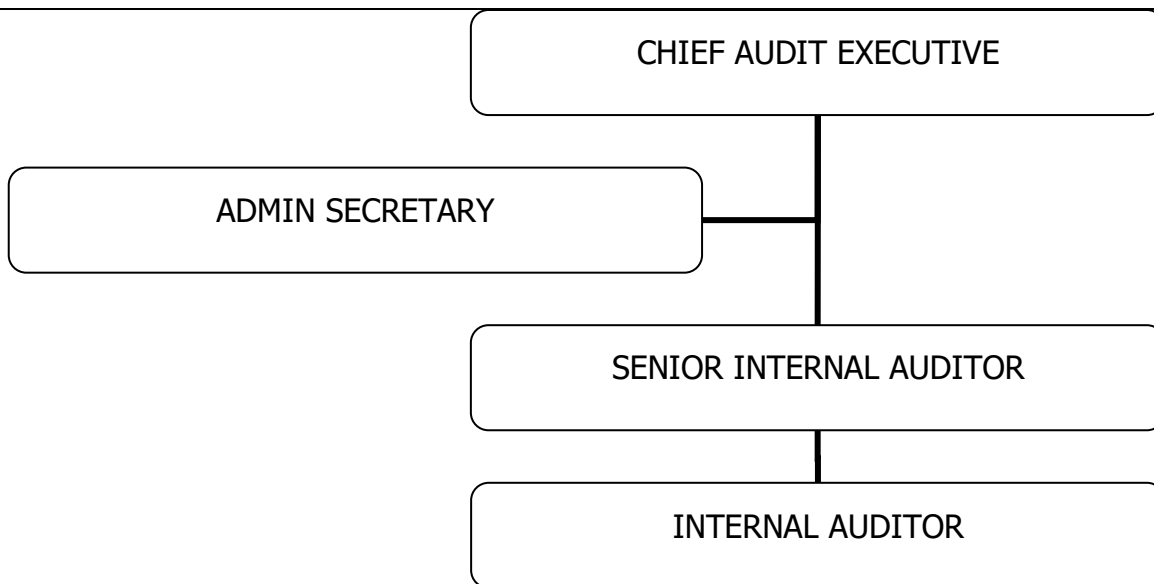 CHIEF AUDIT EXECUTIVE
ADMIN SECRETARY
SENIOR INTERNAL AUDITOR
INTERNAL AUDITOR